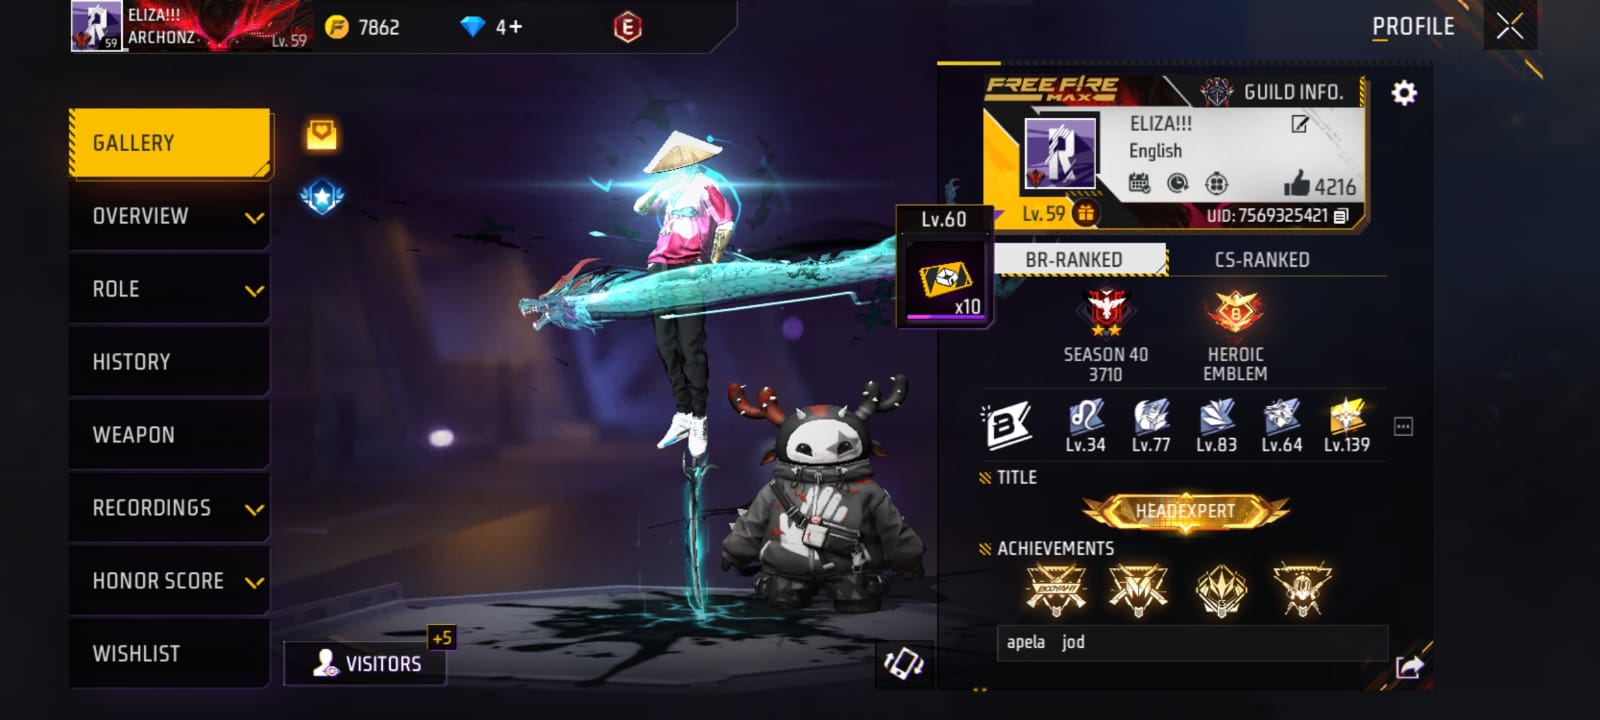 ELIZA!!!
ARCHONZ
Lv. 59
59
7862
4+
E
PROFILE
GALLERY
OVERVIEW
ROLE
HISTORY
WEAPON
RECORDINGS
HONOR SCORE
WISHLIST
+5
VISITORS
Lv.60
x10
FREE FIRE
MAX
GUILD INFO.
ELIZA!!!
English
4216
Lv. 59
UID: 7569325421
BR-RANKED
CS-RANKED
SEASON 40
3710
HEROIC
EMBLEM
Lv.34
Lv.77
Lv.83
Lv.64
Lv.139
TITLE
HEADEXPERT
ACHIEVEMENTS
apela jod